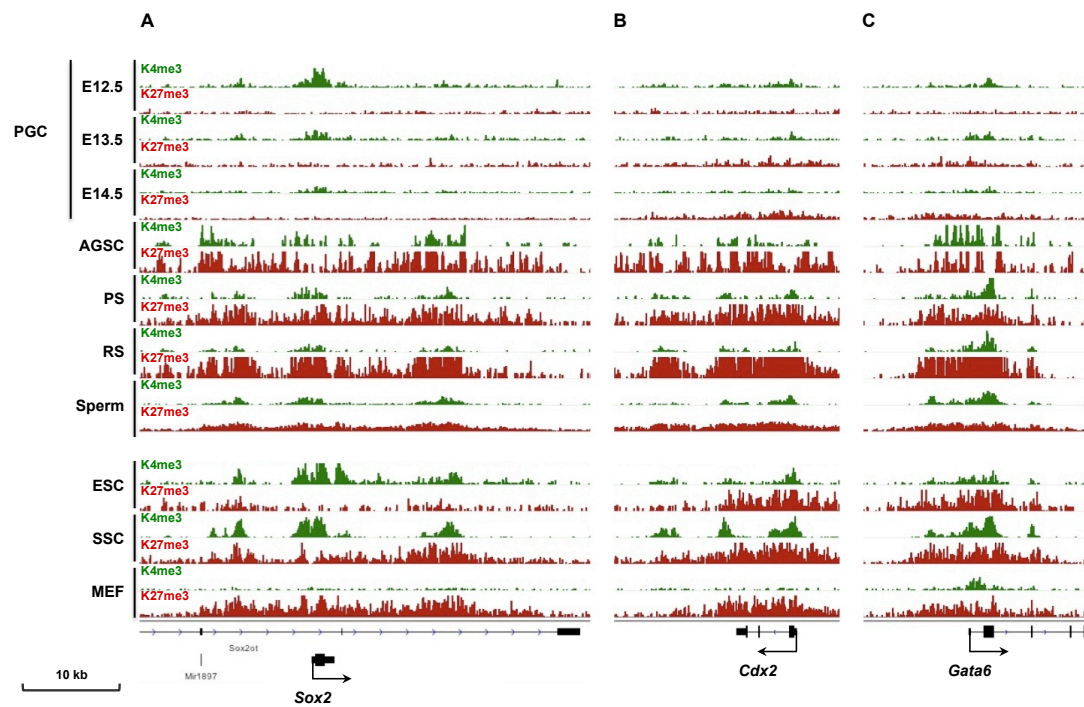 A B C
K4me3
E12.5
K27me3
PGC
K4me3
E13.5
K27me3
K4me3
E14.5
K27me3
K4me3
AGSC
K27me3
K4me3
PS
K27me3
K4me3
RS
K27me3
K4me3
Sperm
K27me3
K4me3
ESC
K27me3
K4me3
SSC
K27me3
K4me3
MEF
K27me3
Sox2ot
Mir1897
10 kb
Sox2
Cdx2
Gata6